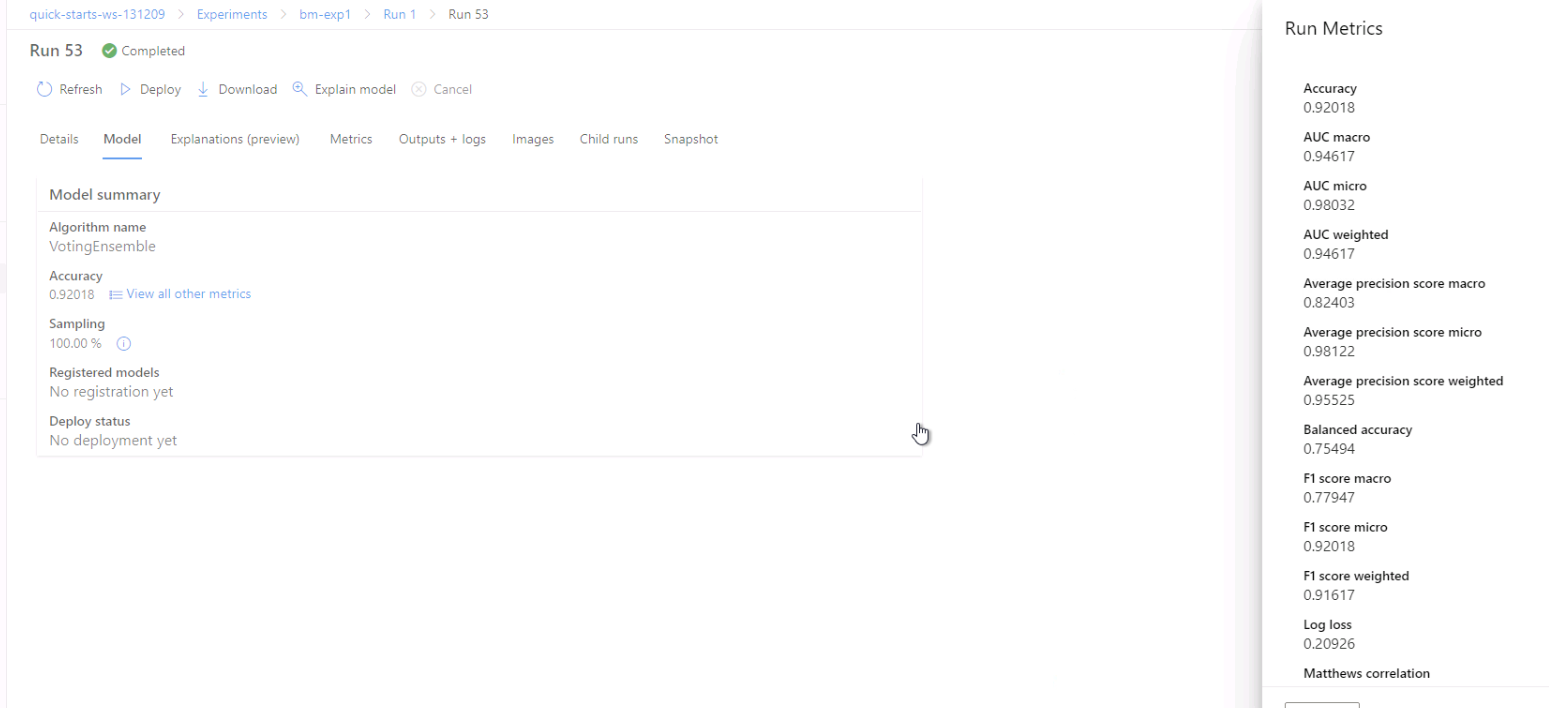 quick-starts-ws-131209 > Experiments > bm-exp1 > Run 1 > Run 53
Run 53 Completed
Refresh Deploy Download Explain model Cancel
Details Model Explanations (preview) Metrics Outputs + logs Images Child runs Snapshot
Model summary
Algorithm name
VotingEnsemble
Accuracy
0.92018 View all other metrics
Sampling
100.00 %
Registered models
No registration yet
Deploy status
No deployment yet
Run Metrics
Accuracy
0.92018
AUC macro
0.94617
AUC micro
0.98032
AUC weighted
0.94617
Average precision score macro
0.82403
Average precision score micro
0.98122
Average precision score weighted
0.95525
Balanced accuracy
0.75494
F1 score macro
0.77947
F1 score micro
0.92018
F1 score weighted
0.91617
Log loss
0.20926
Matthews correlation